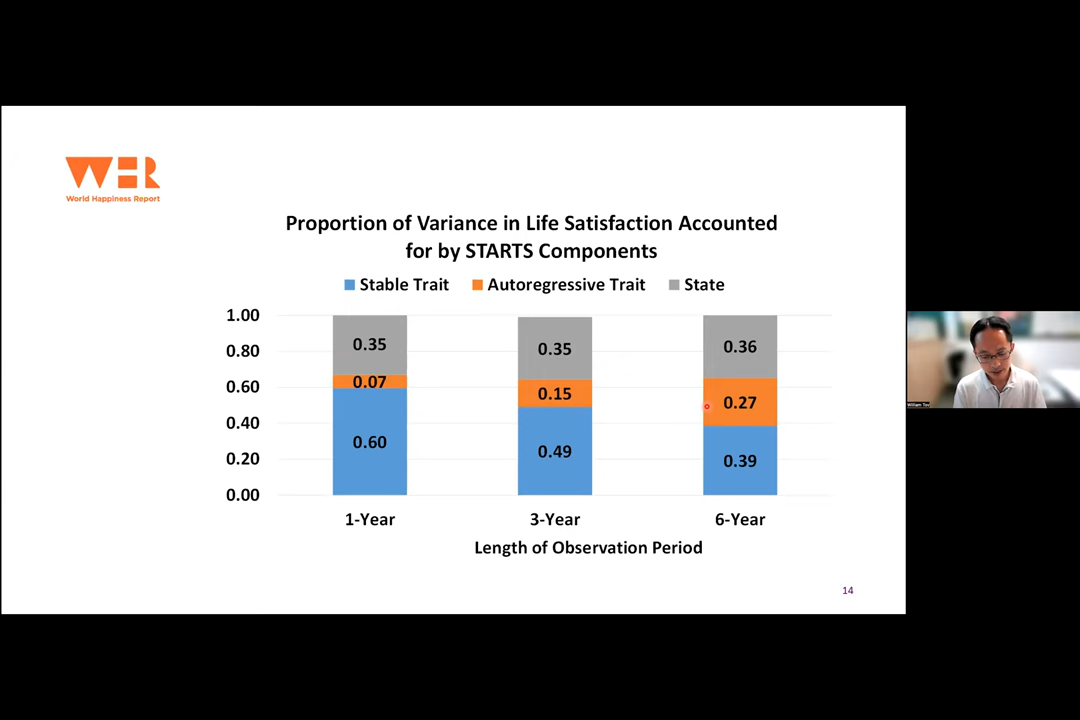 WHR
World Happiness Report
Proportion of Variance in Life Satisfaction Accounted
for by STARTS Components
Stable Trait Autoregressive Trait State
1.00
0.80
0.60
0.40
0.20
0.00
0.35
0.07
0.60
0.35
0.15
0.49
0.36
0.27
0.39
1-Year 3-Year 6-Year
Length of Observation Period
14
William Tov